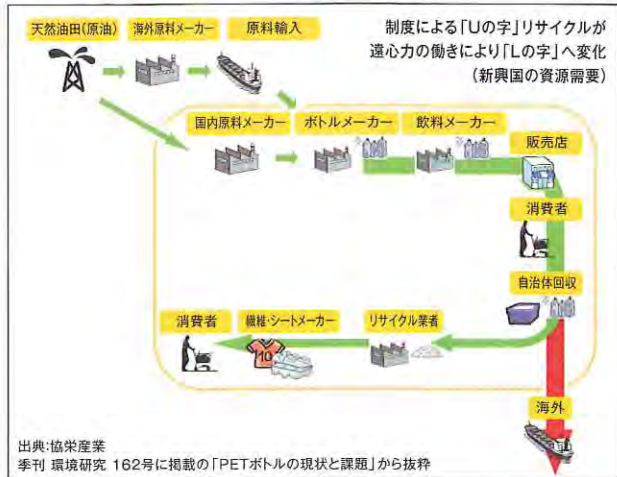 制度による「Uの字」リサイクルが
遠心力の働きにより「Lの字」へ変化
(新興国の資源需要)
天然油田(原油)
海外原料メーカー
原料輸入
国内原料メーカー
ボトルメーカー
飲料メーカー
販売店
消費者
自治体回収
リサイクル業者
繊維・シートメーカー
10
消費者
海外
出典:協栄産業
季刊 環境研究 162号に掲載の「PETボトルの現状と課題」から抜粋